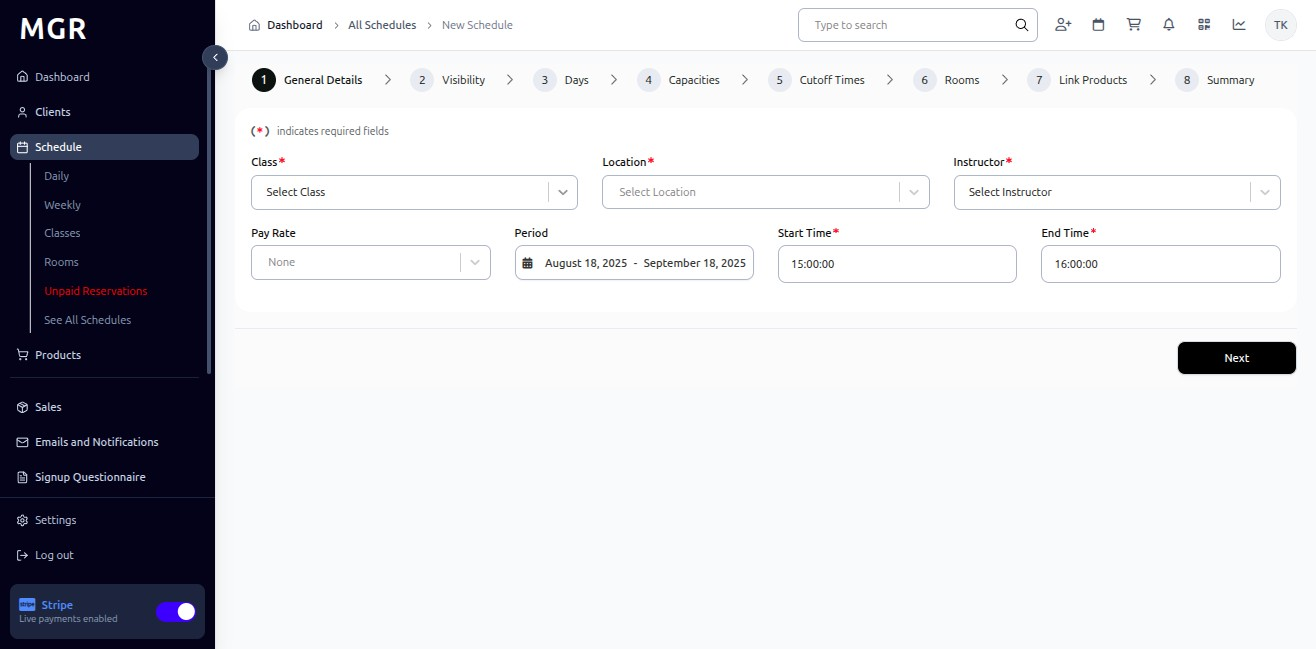 MGR
Dashboard
Clients
Schedule
Daily
Weekly
Classes
Rooms
Unpaid Reservations
See All Schedules
Products
Sales
Emails and Notifications
Signup Questionnaire
Settings
Log out
stripe Stripe
Live payments enabled
Dashboard > All Schedules > New Schedule
Type to search
TK
1 General Details > 2 Visibility > 3 Days > 4 Capacities > 5 Cutoff Times > 6 Rooms > 7 Link Products > 8 Summary
(*) indicates required fields
Class* Location* Instructor*
Select Class Select Location Select Instructor
Pay Rate Period Start Time* End Time*
None August 18, 2025 - September 18, 2025 15:00:00 16:00:00
Next